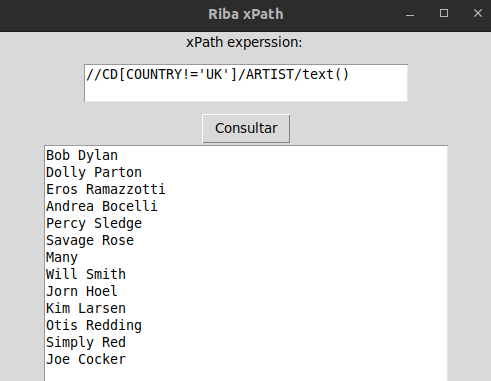 Riba xPath
xPath experssion:
//CD[COUNTRY!='UK']/ARTIST/text()
Consultar
Bob Dylan
Dolly Parton
Eros Ramazzotti
Andrea Bocelli
Percy Sledge
Savage Rose
Many
Will Smith
Jorn Hoel
Kim Larsen
Otis Redding
Simply Red
Joe Cocker